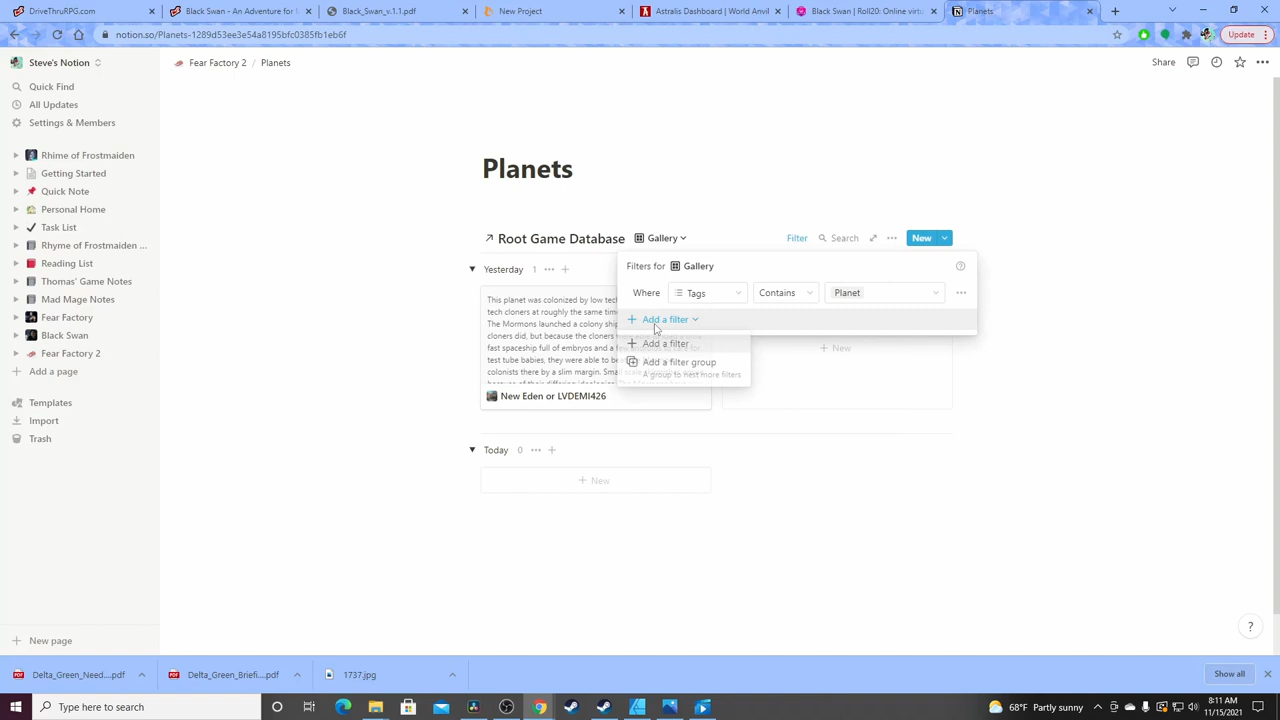 DriveThruRPG.com
Black Swan - An Adventure for M
Black_Swan_v.1.1.pdf
New Project
Astralis Dashboard | World Anvil
Black Swan | Roll20: Online virtu
Planets
notion.so/Planets-1289d53ee3e54a8195bfc0385fb1eb6f
Update
Steve's Notion
Fear Factory 2 / Planets
Share
Quick Find
All Updates
Settings & Members
Rhime of Frostmaiden
Getting Started
Quick Note
Personal Home
Task List
Rhyme of Frostmaiden ...
Reading List
Thomas' Game Notes
Mad Mage Notes
Fear Factory
Black Swan
Fear Factory 2
Add a page
Templates
Import
Trash
New page
Planets
Root Game Database
Gallery
Filter
Search
New
Filters for Gallery
Where
Tags
Contains
Planet
Add a filter
Add a filter
Add a filter group
A group to nest more filters
Yesterday 1
This planet was colonized by low tech
tech cloners at roughly the same time
The Mormons launched a colony ship
cloners did, but because the cloners
fast spaceship full of embryos and a
test tube babies, they were able to be
colonists there by a slim margin. Small
New Eden or LVDEMI426
New
Today 0
New
?
Delta_Green_Need....pdf
Delta_Green_Briefi....pdf
1737.jpg
Show all
Type here to search
68°F Partly sunny
8:11 AM
11/15/2021